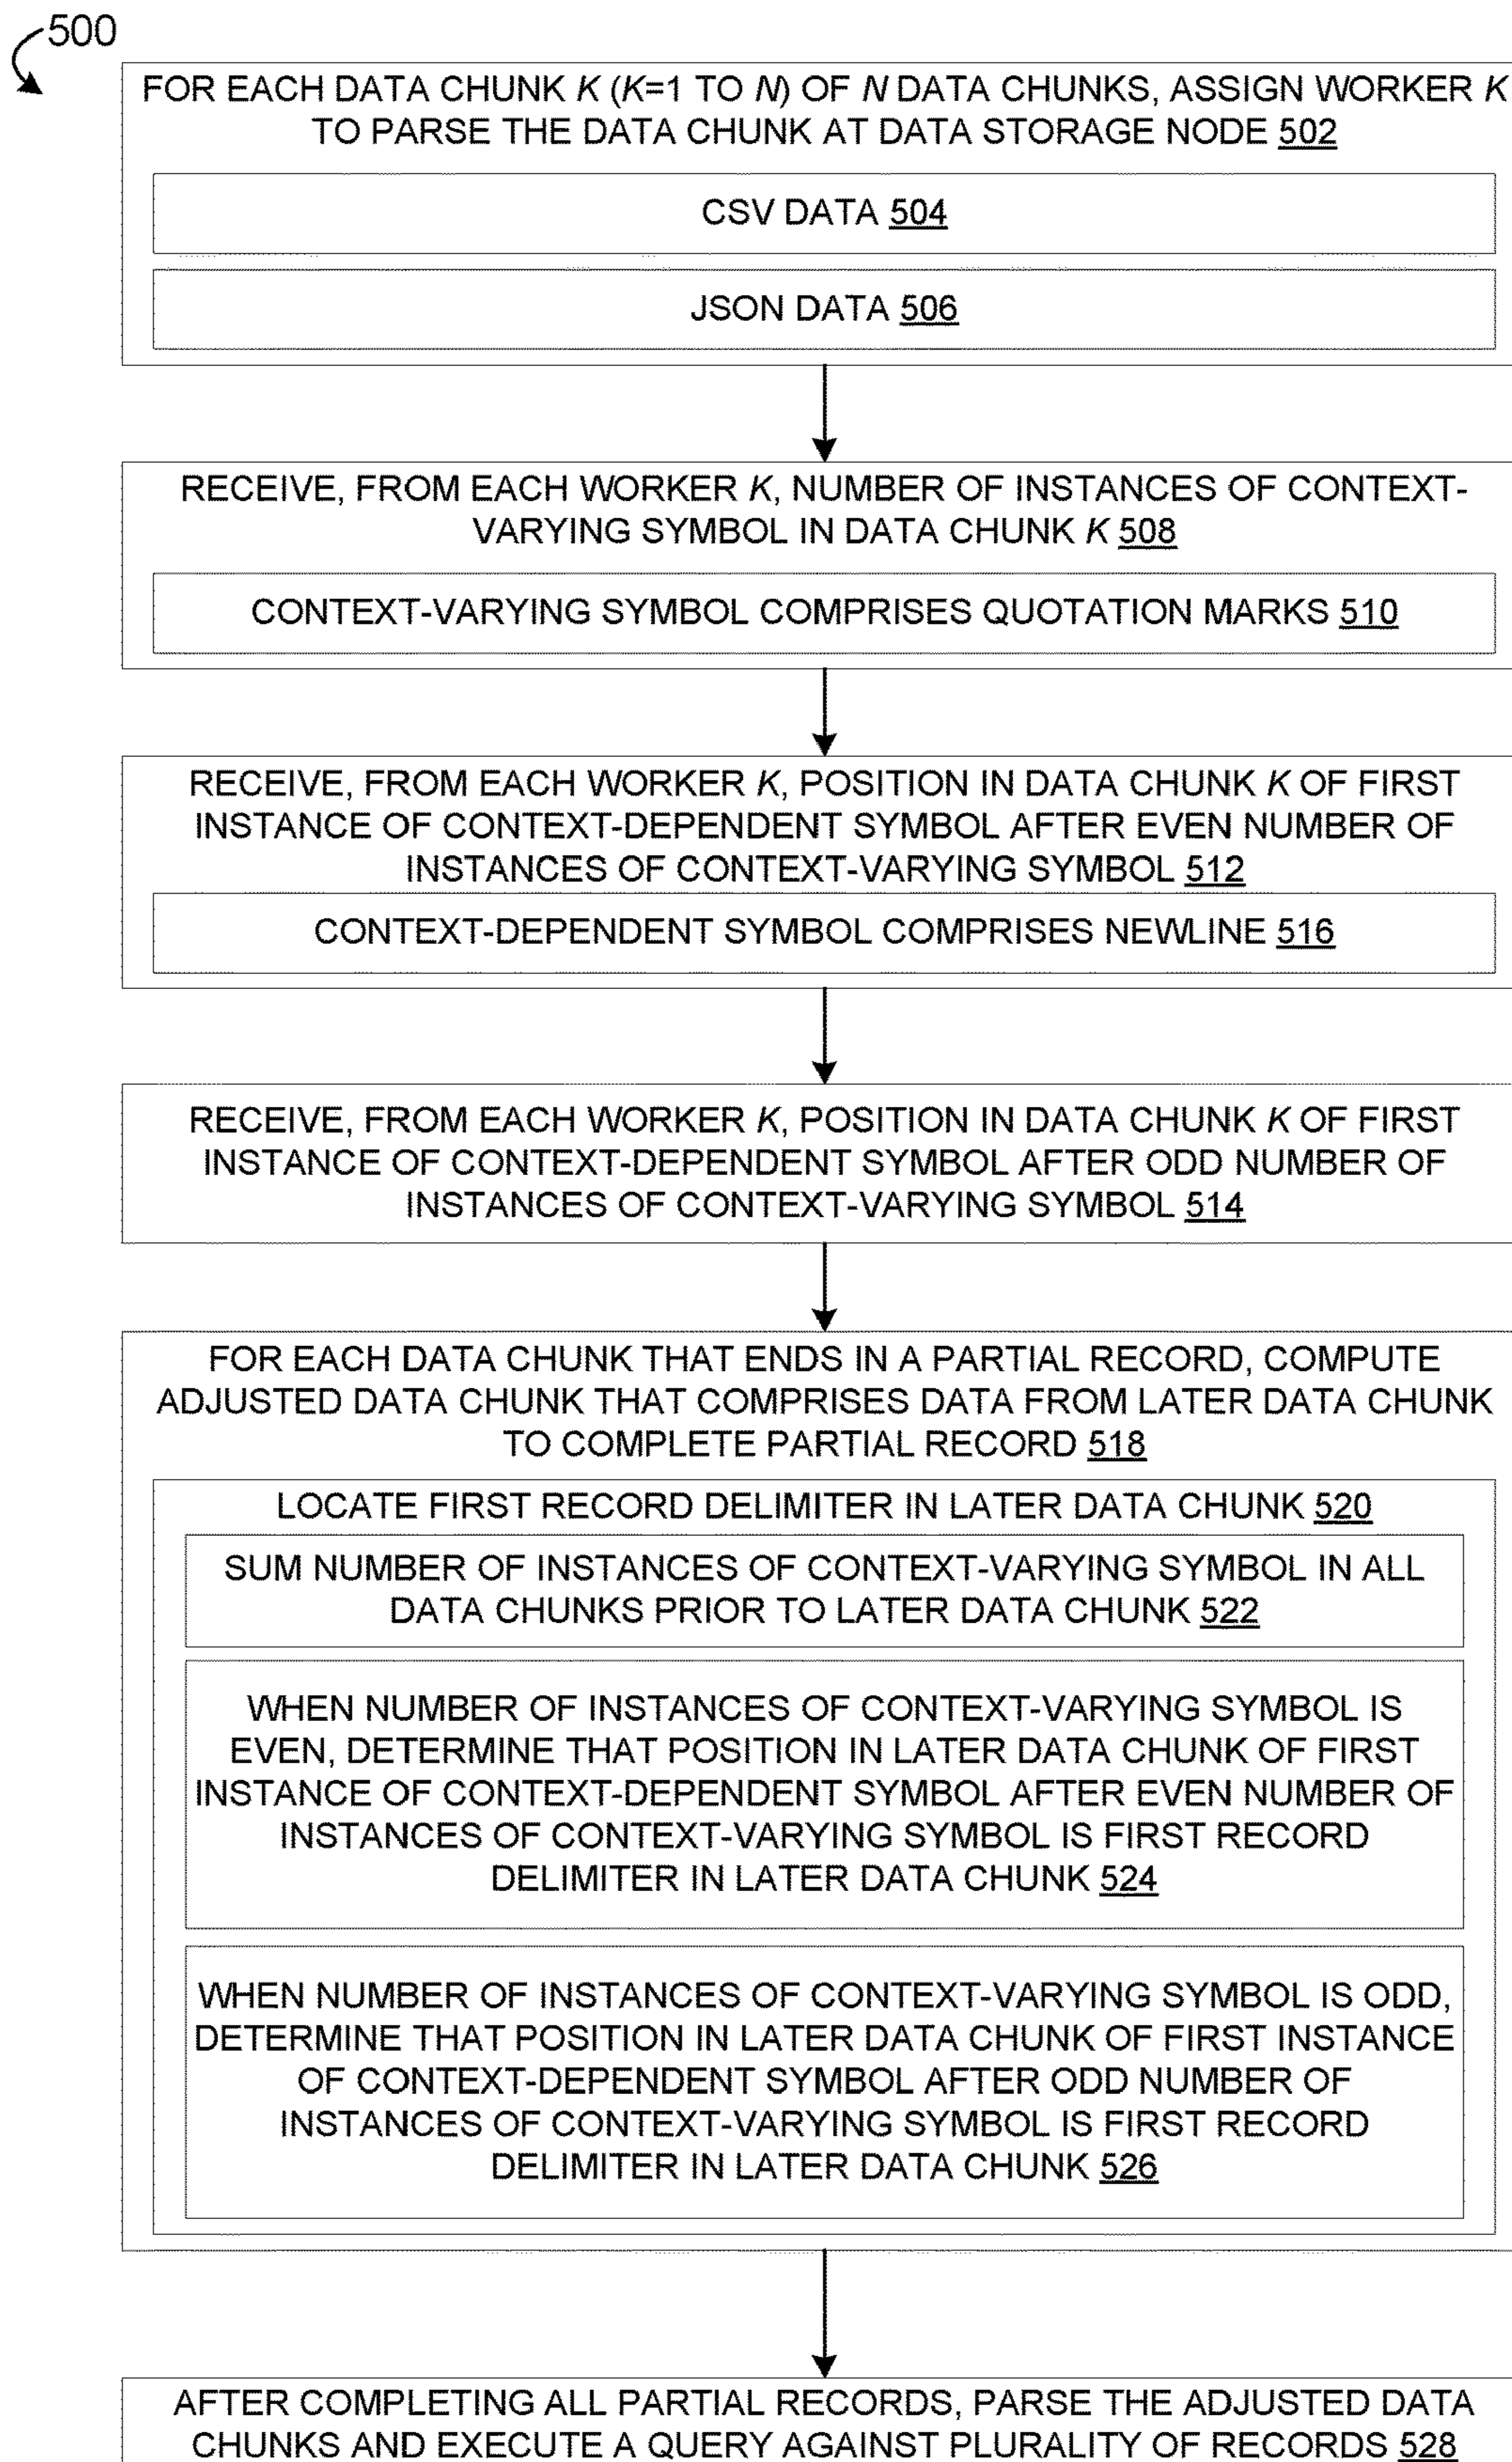 500
FOR EACH DATA CHUNK K (K=1 TO N) OF N DATA CHUNKS, ASSIGN WORKER K
TO PARSE THE DATA CHUNK AT DATA STORAGE NODE 502
CSV DATA 504
JSON DATA 506
RECEIVE, FROM EACH WORKER K, NUMBER OF INSTANCES OF CONTEXT-
VARYING SYMBOL IN DATA CHUNK K 508
CONTEXT-VARYING SYMBOL COMPRISES QUOTATION MARKS 510
RECEIVE, FROM EACH WORKER K, POSITION IN DATA CHUNK K OF FIRST
INSTANCE OF CONTEXT-DEPENDENT SYMBOL AFTER EVEN NUMBER OF
INSTANCES OF CONTEXT-VARYING SYMBOL 512
CONTEXT-DEPENDENT SYMBOL COMPRISES NEWLINE 516
RECEIVE, FROM EACH WORKER K, POSITION IN DATA CHUNK K OF FIRST
INSTANCE OF CONTEXT-DEPENDENT SYMBOL AFTER ODD NUMBER OF
INSTANCES OF CONTEXT-VARYING SYMBOL 514
FOR EACH DATA CHUNK THAT ENDS IN A PARTIAL RECORD, COMPUTE
ADJUSTED DATA CHUNK THAT COMPRISES DATA FROM LATER DATA CHUNK
TO COMPLETE PARTIAL RECORD 518
LOCATE FIRST RECORD DELIMITER IN LATER DATA CHUNK 520
SUM NUMBER OF INSTANCES OF CONTEXT-VARYING SYMBOL IN ALL
DATA CHUNKS PRIOR TO LATER DATA CHUNK 522
WHEN NUMBER OF INSTANCES OF CONTEXT-VARYING SYMBOL IS
EVEN, DETERMINE THAT POSITION IN LATER DATA CHUNK OF FIRST
INSTANCE OF CONTEXT-DEPENDENT SYMBOL AFTER EVEN NUMBER OF
INSTANCES OF CONTEXT-VARYING SYMBOL IS FIRST RECORD
DELIMITER IN LATER DATA CHUNK 524
WHEN NUMBER OF INSTANCES OF CONTEXT-VARYING SYMBOL IS ODD,
DETERMINE THAT POSITION IN LATER DATA CHUNK OF FIRST INSTANCE
OF CONTEXT-DEPENDENT SYMBOL AFTER ODD NUMBER OF
INSTANCES OF CONTEXT-VARYING SYMBOL IS FIRST RECORD
DELIMITER IN LATER DATA CHUNK 526
AFTER COMPLETING ALL PARTIAL RECORDS, PARSE THE ADJUSTED DATA
CHUNKS AND EXECUTE A QUERY AGAINST PLURALITY OF RECORDS 528